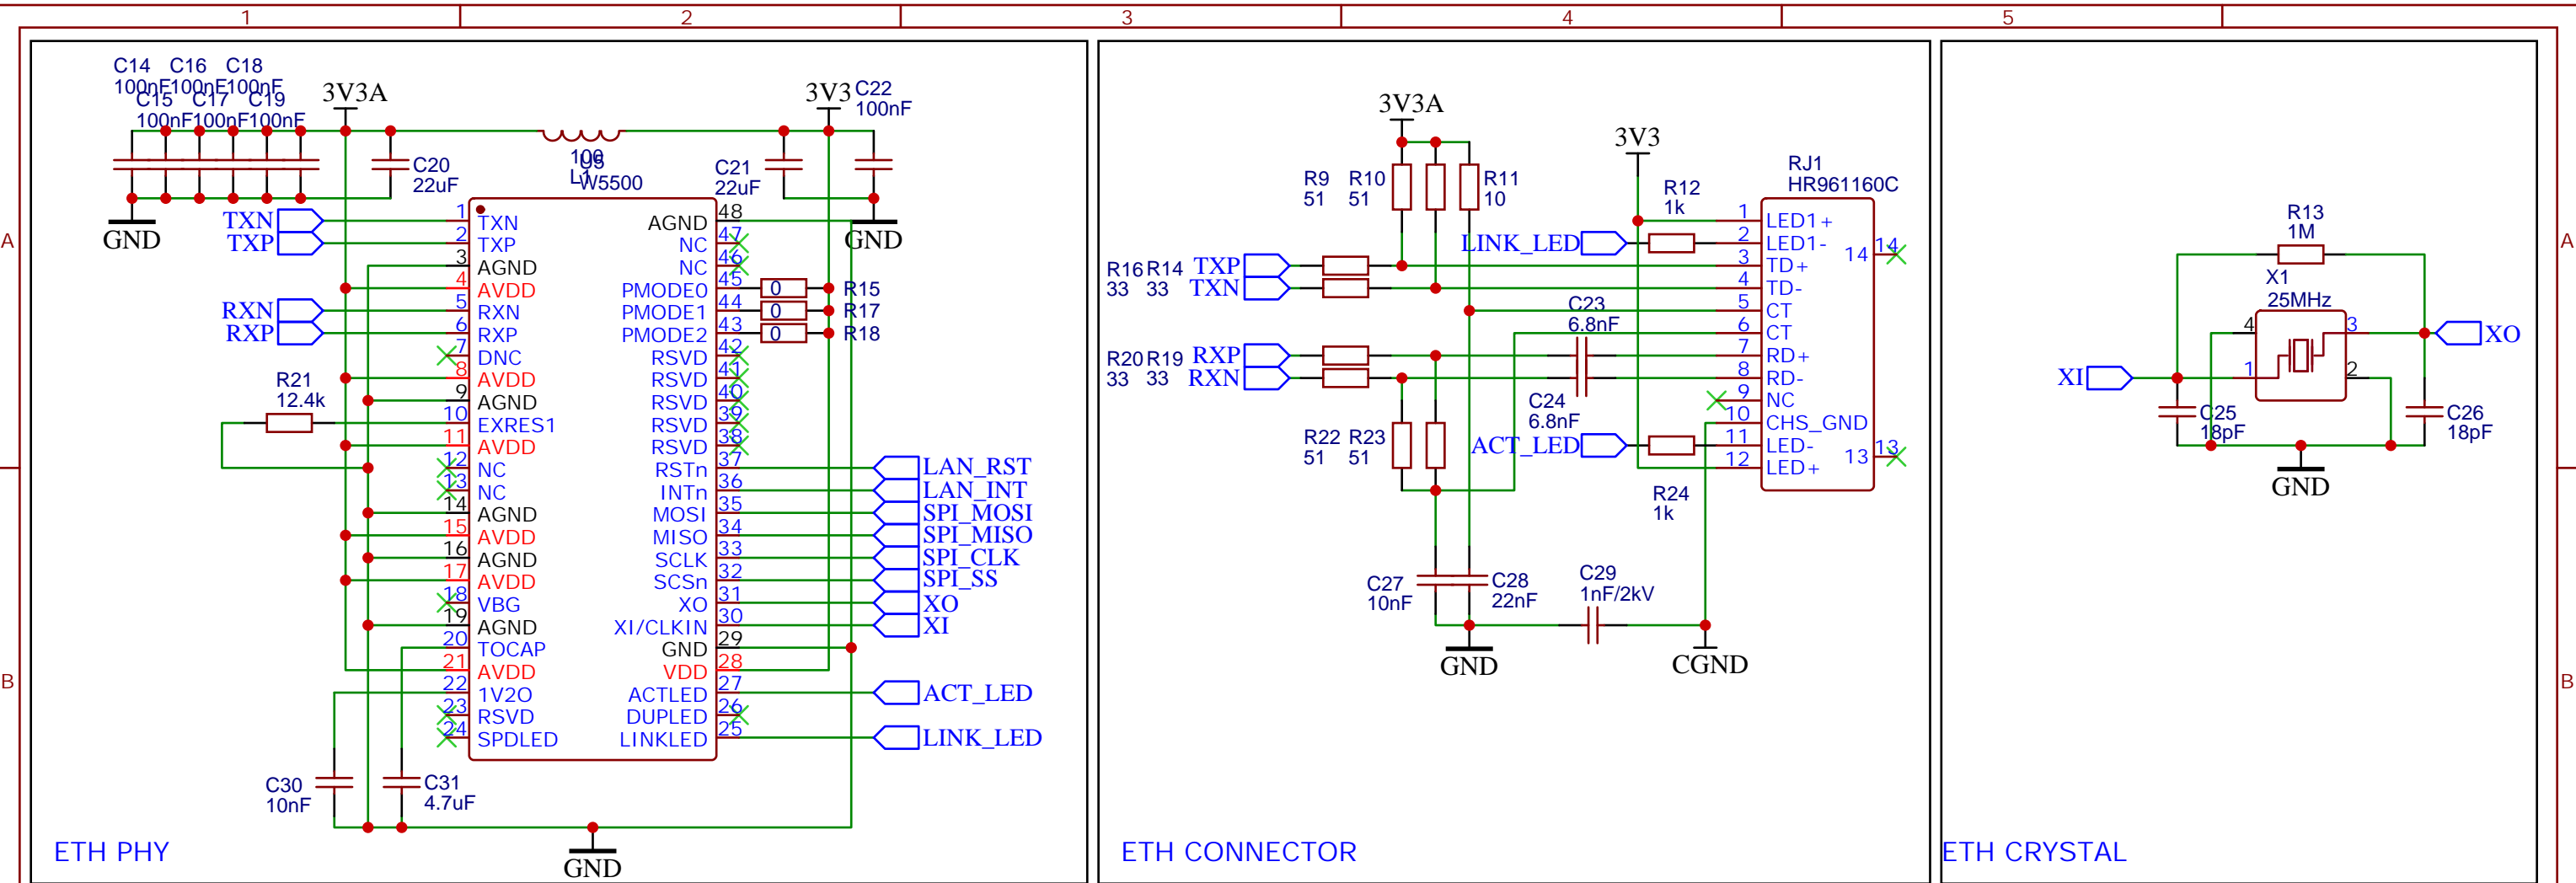 1 2 3 4 5
A A
B B
C14 C16 C18
100nF 100nF 100nF
C15 C17 C19
100nF 100nF 100nF
3V3A
C20
22uF
GND
100
L1
U5
W5500
C21
22uF
3V3
C22
100nF
GND
TXN
TXP
RXN
RXP
R21
12.4k
1 TXN
2 TXP
3 AGND
4 AVDD
5 RXN
6 RXP
7 DNC
8 AVDD
9 AGND
10 EXRES1
11 AVDD
12 NC
13 NC
14 AGND
15 AVDD
16 AGND
17 AVDD
18 VBG
19 AGND
20 TOCAP
21 AVDD
22 1V2O
23 RSVD
24 SPDLED
AGND 48
NC 47
NC 46
PMODE0 45 0 R15
PMODE1 44 0 R17
PMODE2 43 0 R18
RSVD 42
RSVD 41
RSVD 40
RSVD 39
RSVD 38
RSTn 37 LAN_RST
INTn 36 LAN_INT
MOSI 35 SPI_MOSI
MISO 34 SPI_MISO
SCLK 33 SPI_CLK
SCSn 32 SPI_SS
XO 31 XO
XI/CLKIN 30 XI
GND 29
VDD 28
ACTLED 27 ACT_LED
DUPLED 26
LINKLED 25 LINK_LED
C30
10nF
C31
4.7uF
GND
ETH PHY
3V3A
R9
51
R10
51
R11
10
3V3
R12
1k
LINK_LED
RJ1
HR961160C
R16 R14 TXP
33 33 TXN
C23
6.8nF
R20 R19 RXP
33 33 RXN
C24
6.8nF
R22 R23
51 51
ACT_LED
R24
1k
1 LED1+
2 LED1-
3 TD+
4 TD-
5 CT
6 CT
7 RD+
8 RD-
9 NC
10 CHS_GND
11 LED-
12 LED+
14 14
13 13
C27
10nF
C28
22nF
C29
1nF/2kV
GND
CGND
ETH CONNECTOR
R13
1M
X1
25MHz
4 3
1 2
XI
XO
C25
18pF
C26
18pF
GND
ETH CRYSTAL